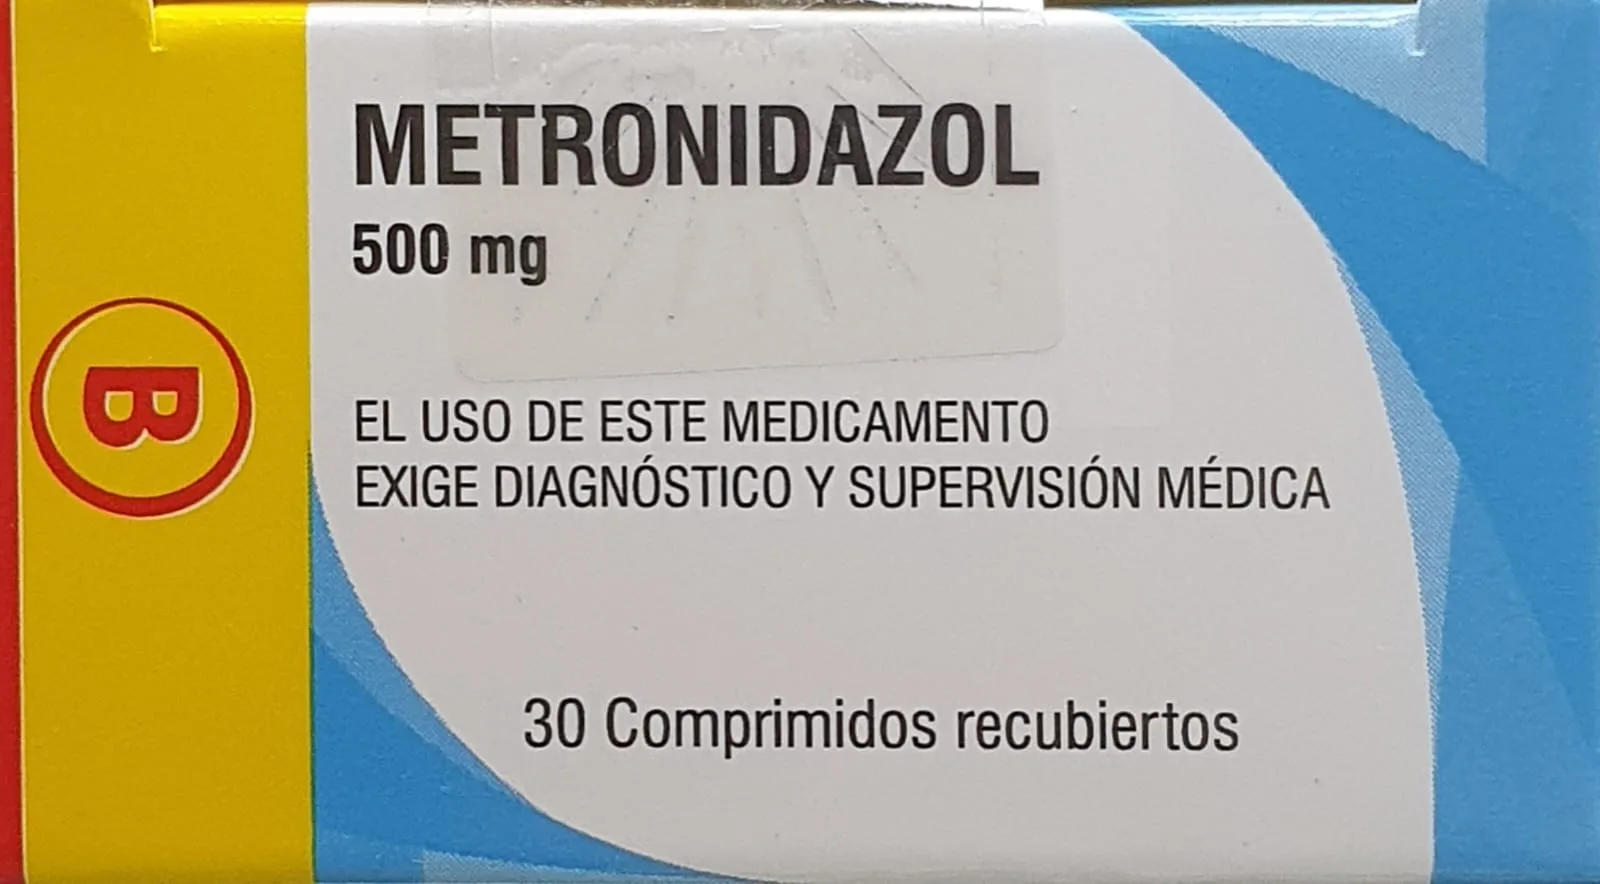 METRONIDAZOL
500 mg
B
EL USO DE ESTE MEDICAMENTO
EXIGE DIAGNÓSTICO Y SUPERVISIÓN MÉDICA
30 Comprimidos recubiertos